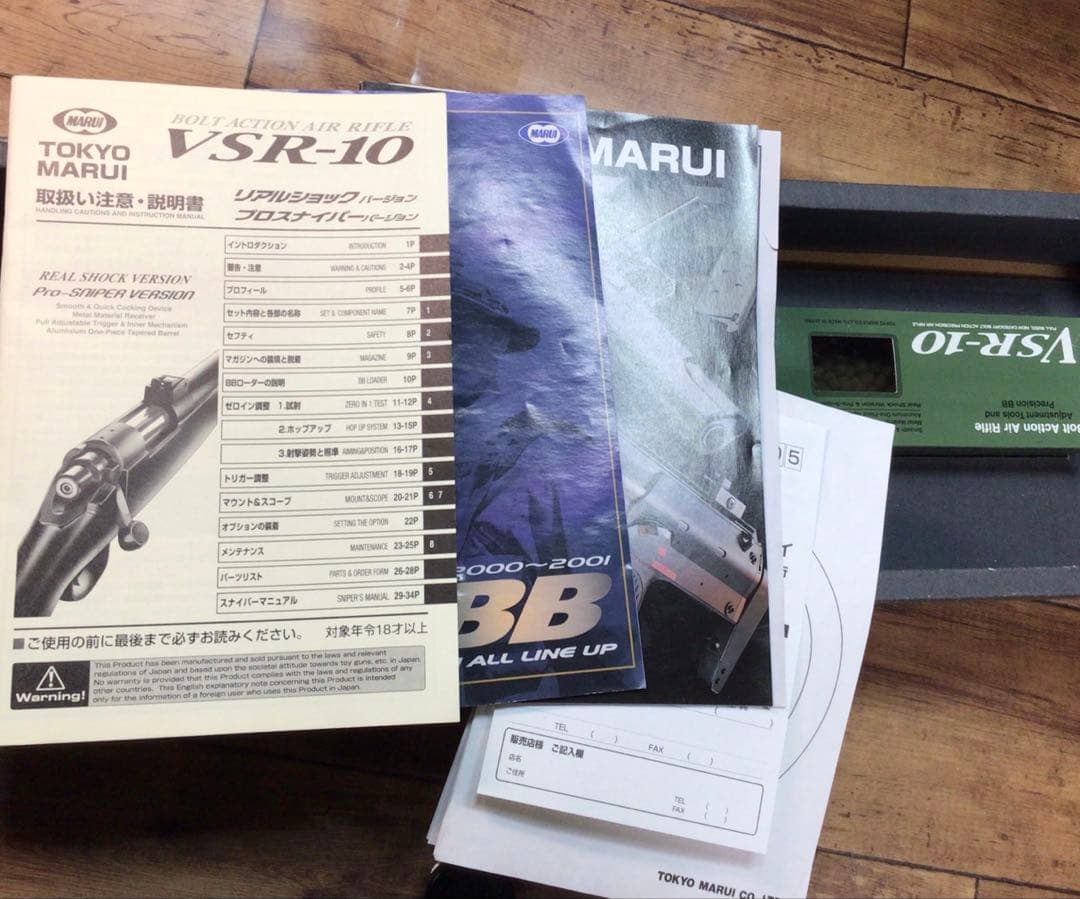 MARUI
TOKYO
MARUI
BOLT ACTION AIR RIFLE
VSR-10
取扱い注意・説明書
HANDLING CAUTIONS AND INSTRUCTION MANUAL
リアルショック バージョン
プロスナイパー バージョン
REAL SHOCK VERSION
Pro-SNIPER VERSION
Smooth & Quick Cocking Device
Metal Material Receiver
Full Adjustable Trigger & Inner Mechanism
Aluminium One-Piece Tapered Barrel
イントロダクション INTRODUCTION 1P
警告・注意 WARNING & CAUTIONS 2-4P
プロフィール PROFILE 5-6P
セット内容と各部の名称 SET & COMPONENT NAME 7P 1
セフティ SAFETY 8P 2
マガジンへの装填と脱着 MAGAZINE 9P 3
BBローダーの説明 BB LOADER 10P
ゼロイン調整 1.試射 ZERO IN 1.TEST 11-12P 4
2.ホップアップ HOP UP SYSTEM 13-15P
3.射撃姿勢と照準 AIMING&POSITION 16-17P
トリガー調整 TRIGGER ADJUSTMENT 18-19P 5
マウント&スコープ MOUNT&SCOPE 20-21P 6 7
オプションの装着 SETTING THE OPTION 22P
メンテナンス MAINTENANCE 23-25P 8
パーツリスト PARTS & ORDER FORM 26-28P
スナイパーマニュアル SNIPER'S MANUAL 29-34P
■ご使用の前に最後まで必ずお読みください。 対象年令18才以上
Warning!
This Product has been manufactured and sold pursuant to the laws and relevant
regulations of Japan and based upon the societal attitude towards toy guns, etc. in Japan.
No warranty is provided that this Product complies with the laws and regulations of any
other countries. This English explanatory note concerning this Product is intended
only for the information of a foreign user who uses this Product in Japan.
MARUI
2000〜2001
BB
ALL LINE UP
MARUI
05
TEL ( ) FAX ( )
販売店様 ご記入欄
店名
ご住所
TEL ( )
FAX ( )
TOKYO MARUI CO.
VSR-10
FULL SIZE NEW CATEGORY BOLT ACTION PRECISION AIR RIFLE
Bolt Action Air Rifle
Adjustment Tools and
Precision BB